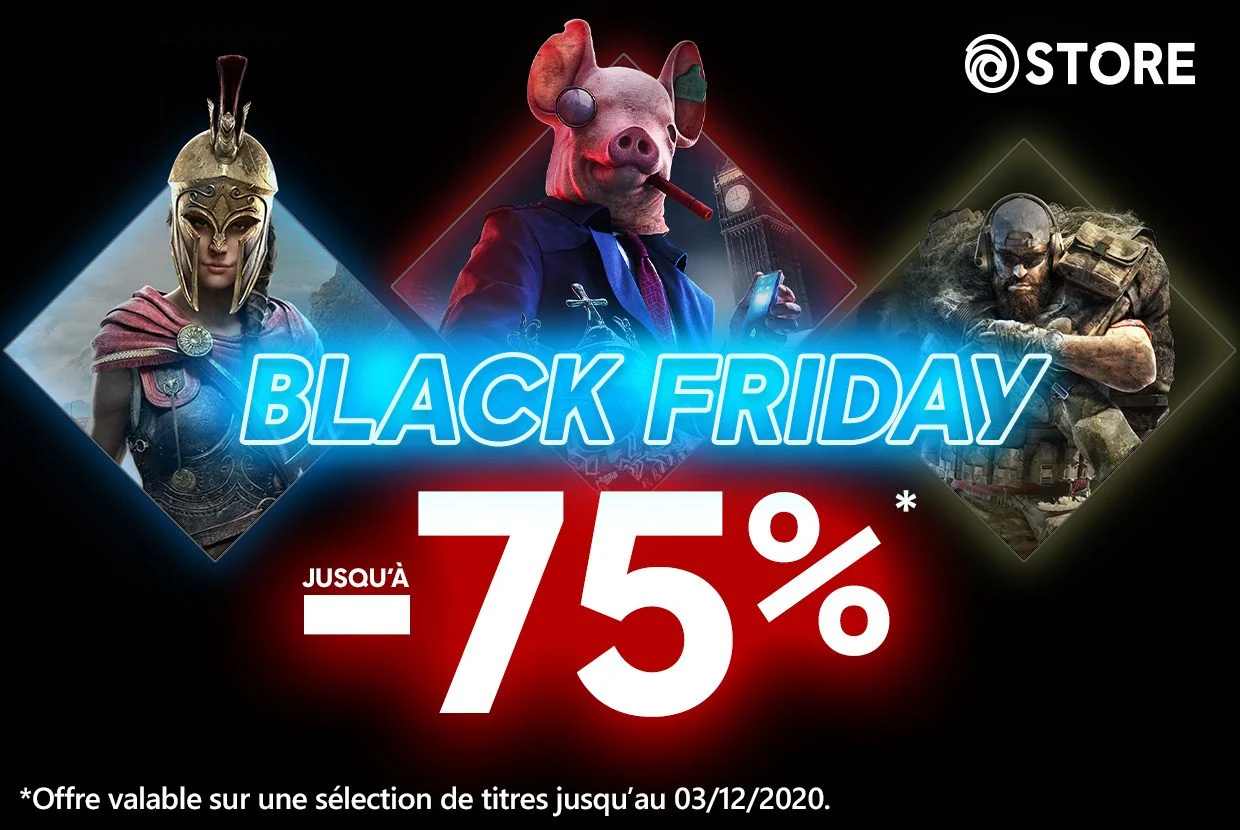 STORE
BLACK FRIDAY
JUSQU'À
-75%*
*Offre valable sur une sélection de titres jusqu'au 03/12/2020.